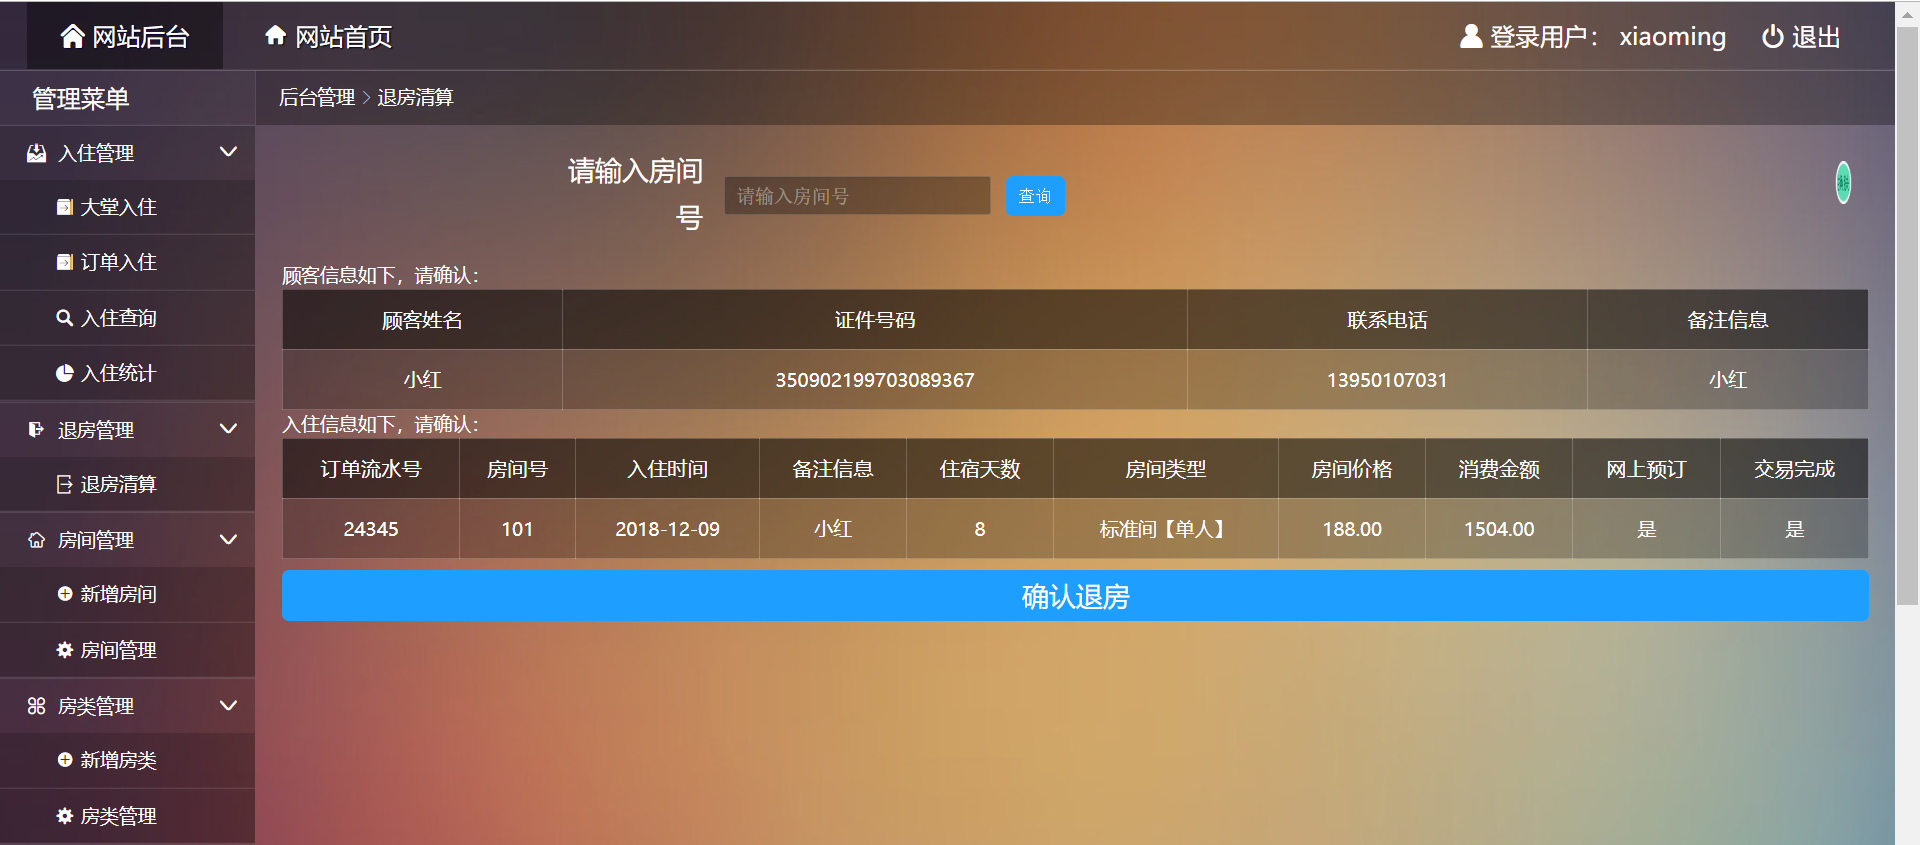 网站后台
网站首页
登录用户： xiaoming
退出
管理菜单
后台管理 > 退房清算
入住管理
大堂入住
订单入住
入住查询
入住统计
退房管理
退房清算
房间管理
新增房间
房间管理
房类管理
新增房类
房类管理
请输入房间
号
请输入房间号
查询
顾客信息如下，请确认：
顾客姓名 证件号码 联系电话 备注信息
小红 350902199703089367 13950107031 小红
入住信息如下，请确认：
订单流水号 房间号 入住时间 备注信息 住宿天数 房间类型 房间价格 消费金额 网上预订 交易完成
24345 101 2018-12-09 小红 8 标准间【单人】 188.00 1504.00 是 是
确认退房